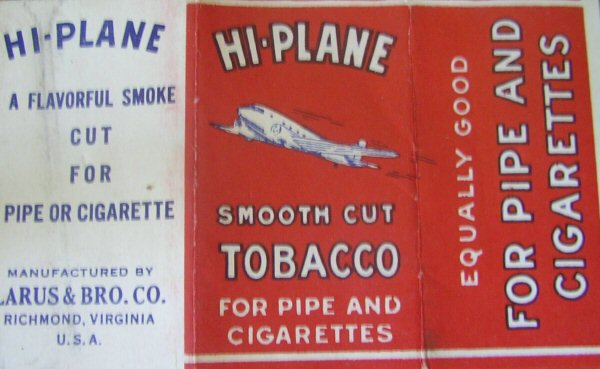 HI-PLANE
A FLAVORFUL SMOKE
CUT
FOR
PIPE OR CIGARETTE
MANUFACTURED BY
LARUS & BRO. CO.
RICHMOND, VIRGINIA
U. S. A.
HI-PLANE
SMOOTH CUT
TOBACCO
FOR PIPE AND
CIGARETTES
EQUALLY GOOD
FOR PIPE AND
CIGARETTES